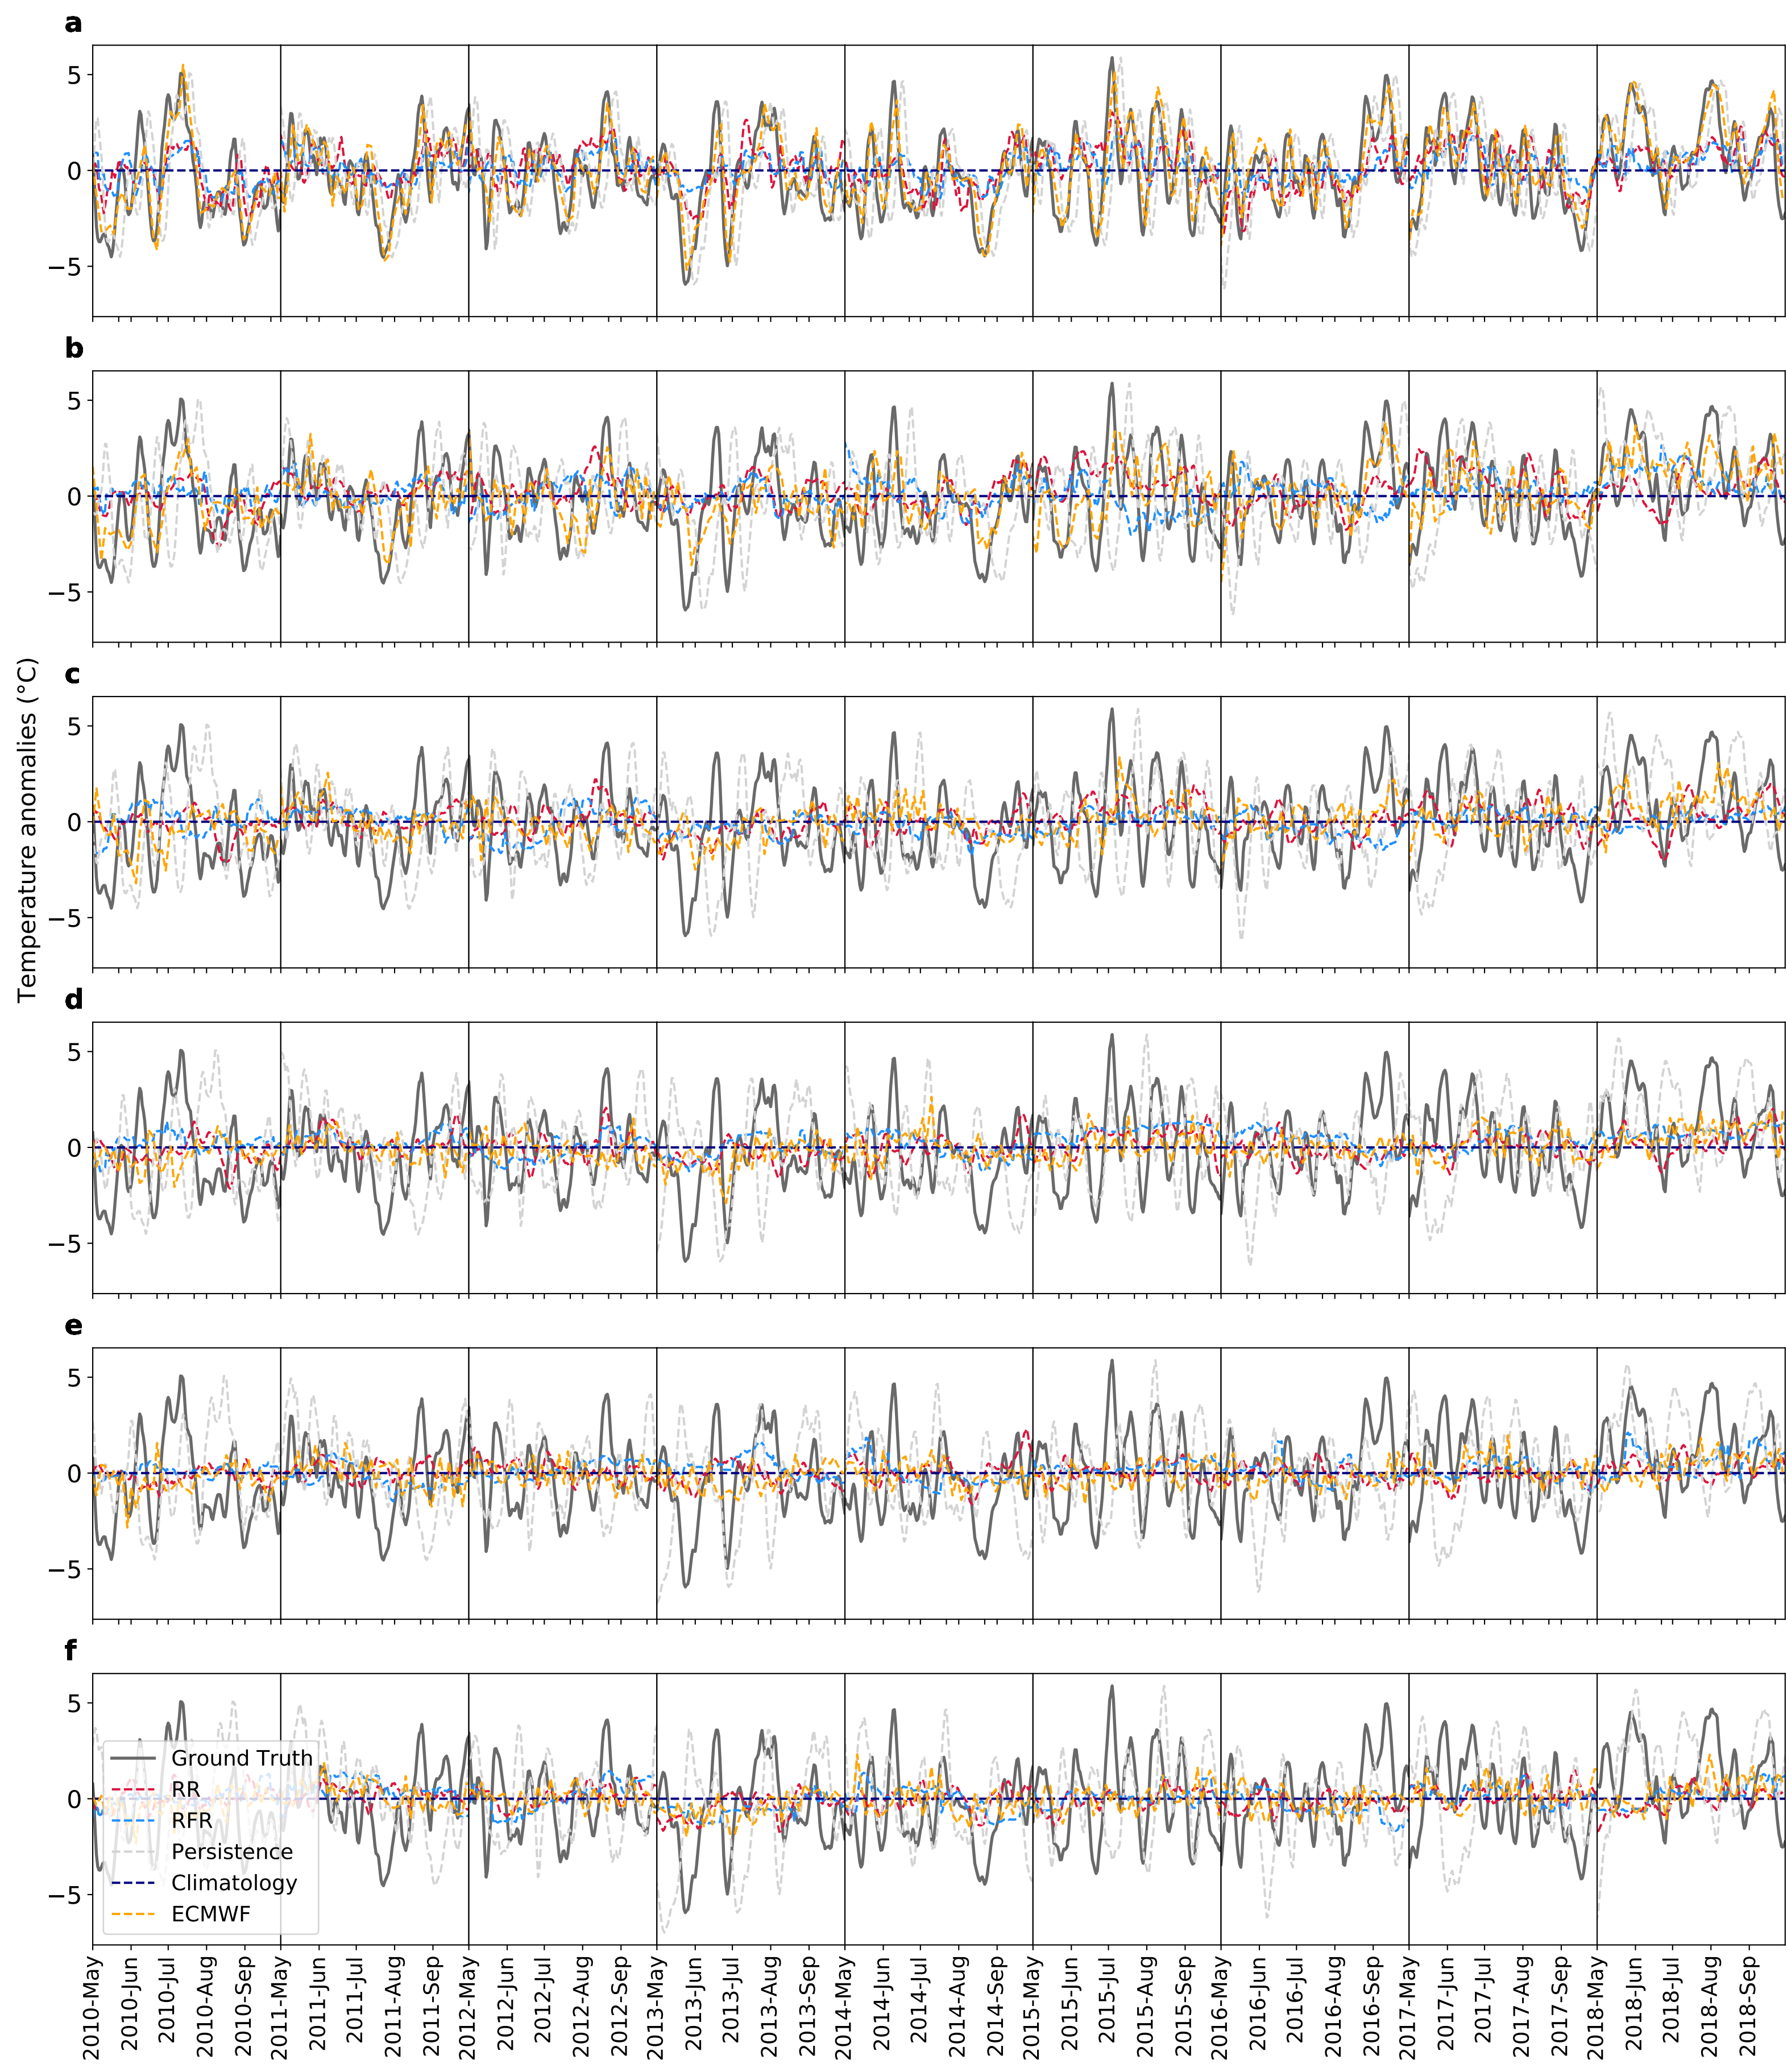 a
5
0
−5
b
5
0
−5
c
5
0
−5
Temperature anomalies (°C)
d
5
0
−5
e
5
0
−5
f
5
0
−5
Ground Truth
RR
RFR
Persistence
Climatology
ECMWF
2010-May
2010-Jun
2010-Jul
2010-Aug
2010-Sep
2011-May
2011-Jun
2011-Jul
2011-Aug
2011-Sep
2012-May
2012-Jun
2012-Jul
2012-Aug
2012-Sep
2013-May
2013-Jun
2013-Jul
2013-Aug
2013-Sep
2014-May
2014-Jun
2014-Jul
2014-Aug
2014-Sep
2015-May
2015-Jun
2015-Jul
2015-Aug
2015-Sep
2016-May
2016-Jun
2016-Jul
2016-Aug
2016-Sep
2017-May
2017-Jun
2017-Jul
2017-Aug
2017-Sep
2018-May
2018-Jun
2018-Jul
2018-Aug
2018-Sep